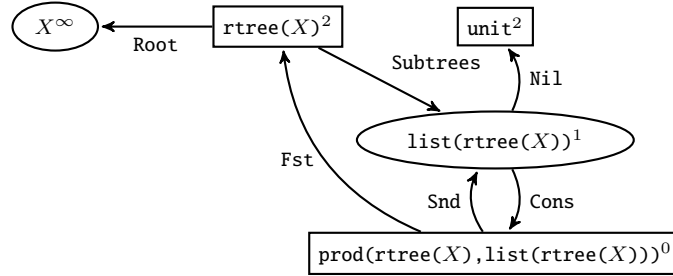 X^∞
rtree(X)^2
unit^2
Root
Subtrees
Nil
list(rtree(X))^1
Fst
Snd
Cons
prod(rtree(X),list(rtree(X)))^0